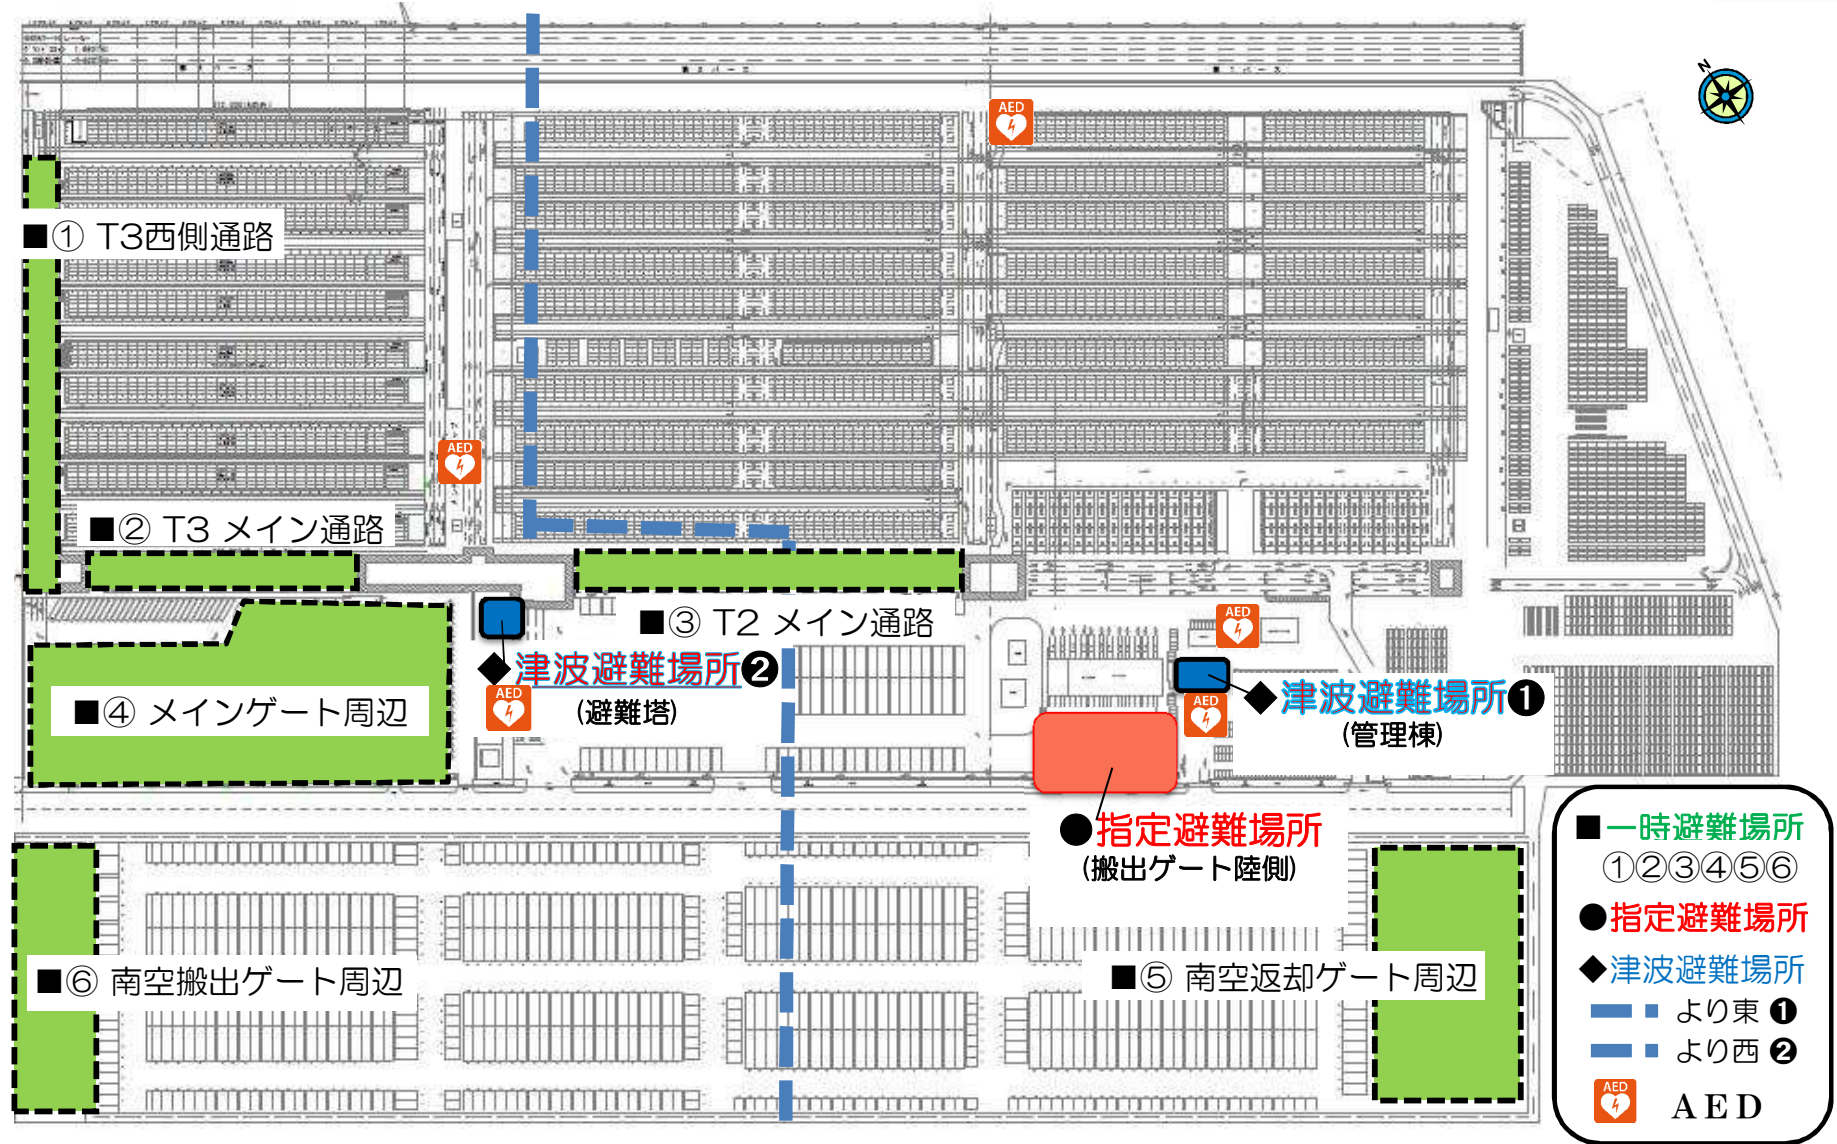 N
AED
■① T3西側通路
AED
■② T3 メイン通路
■③ T2 メイン通路
AED
◆津波避難場所❷
(避難塔)
AED
◆津波避難場所❶
(管理棟)
AED
■④ メインゲート周辺
●指定避難場所
(搬出ゲート陸側)
■⑥ 南空搬出ゲート周辺
■⑤ 南空返却ゲート周辺
■一時避難場所
①②③④⑤⑥
●指定避難場所
◆津波避難場所
より東 ❶
より西 ❷
AED
AED